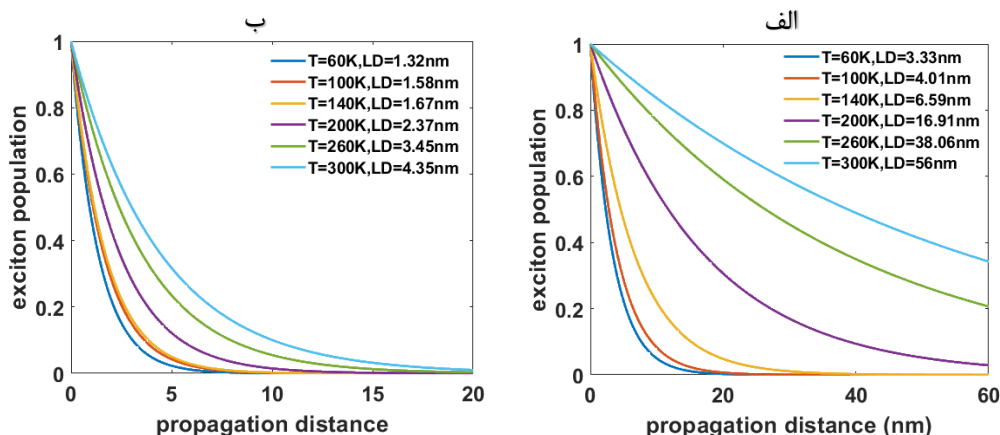 ب
1
0.8
0.6
0.4
0.2
0
exciton population
T=60K,LD=1.32nm
T=100K,LD=1.58nm
T=140K,LD=1.67nm
T=200K,LD=2.37nm
T=260K,LD=3.45nm
T=300K,LD=4.35nm
0 5 10 15 20
propagation distance
الف
1
0.8
0.6
0.4
0.2
0
exciton population
T=60K,LD=3.33nm
T=100K,LD=4.01nm
T=140K,LD=6.59nm
T=200K,LD=16.91nm
T=260K,LD=38.06nm
T=300K,LD=56nm
0 20 40 60
propagation distance (nm)